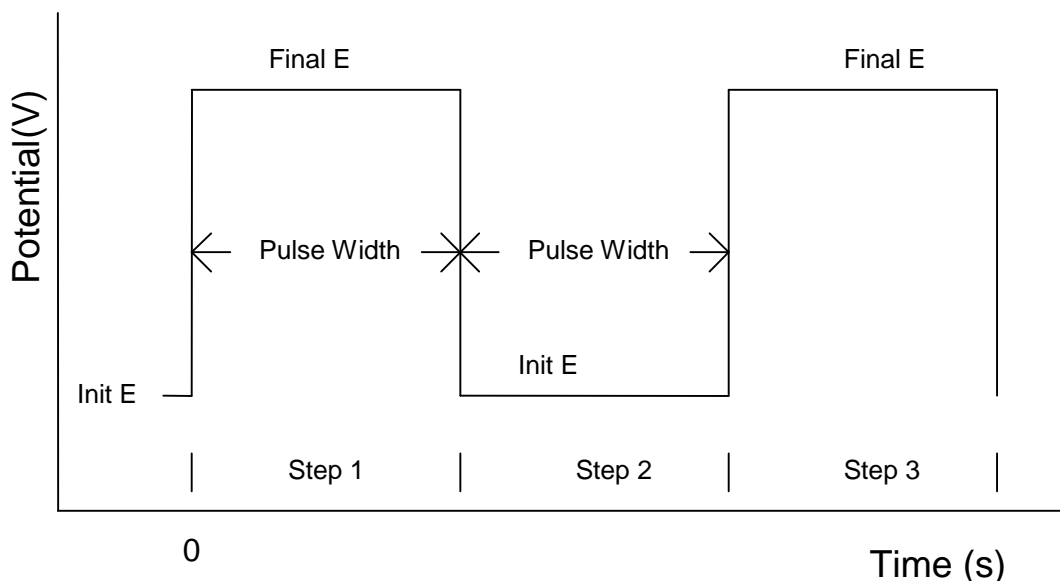 Final E
Final E
Potential(V)
Pulse Width
Pulse Width
Init E
Init E
Step 1
Step 2
Step 3
0
Time (s)